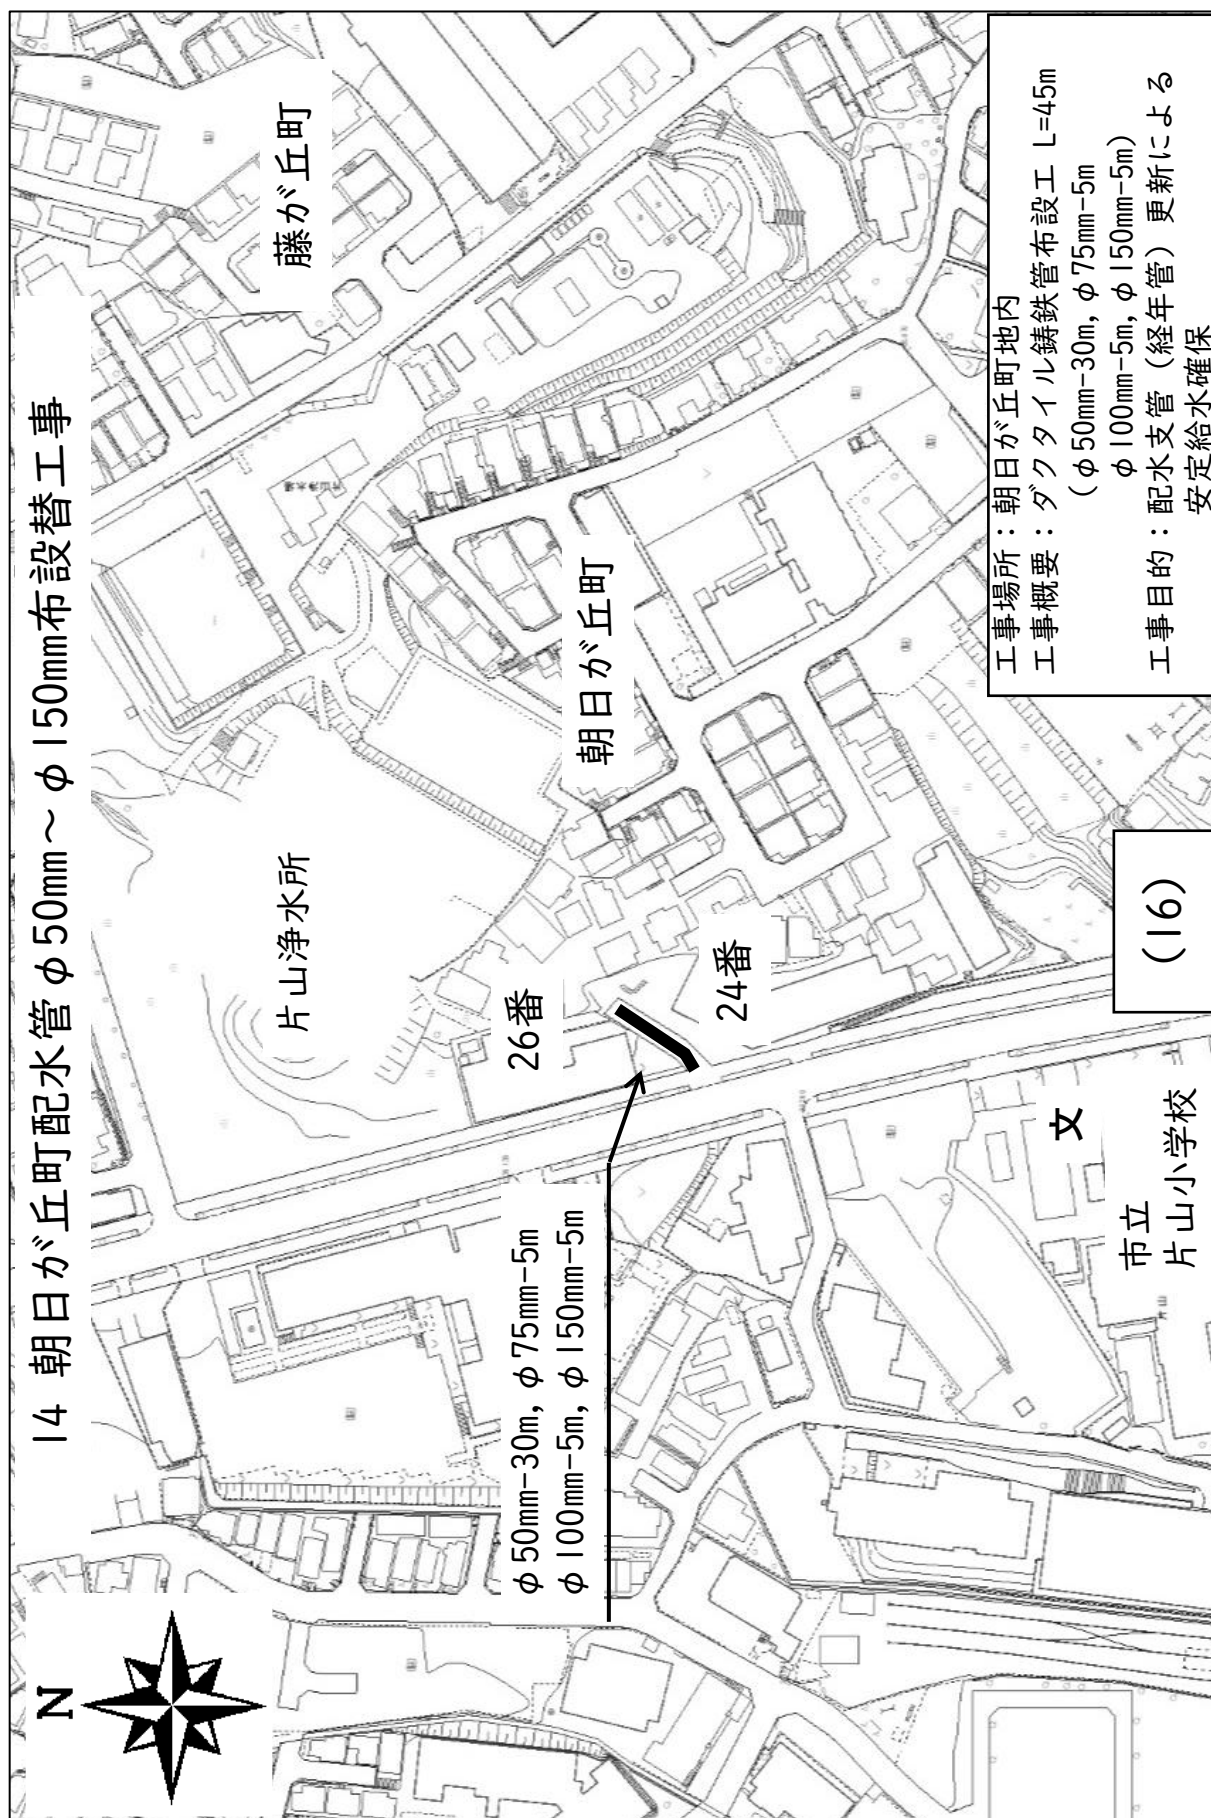 14 朝日が丘町配水管φ50mm～φ150mm布設替工事
N
藤が丘町
片山浄水所
朝日が丘町
26番
24番
φ50mm-30m, φ75mm-5m
φ100mm-5m, φ150mm-5m
文
市立
片山小学校
(16)
工事場所：朝日が丘町地内
工事概要：ダクタイル鋳鉄管布設工 L=45m
(φ50mm-30m, φ75mm-5m
φ100mm-5m, φ150mm-5m)
工事目的：配水支管（経年管）更新による
安定給水確保